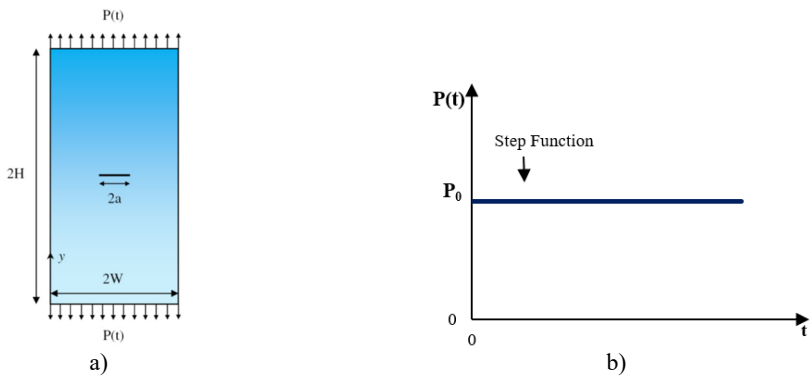 P(t)
2H
2a
y
2W
P(t)
a)
P(t)
Step Function
P0
0
0
t
b)